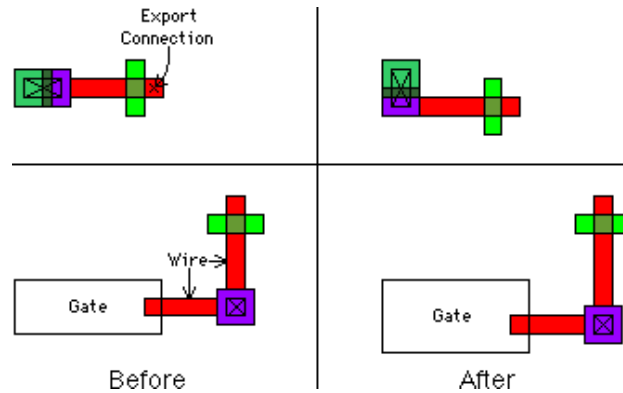 Export
Connection
Wire
Gate
Gate
Before
After